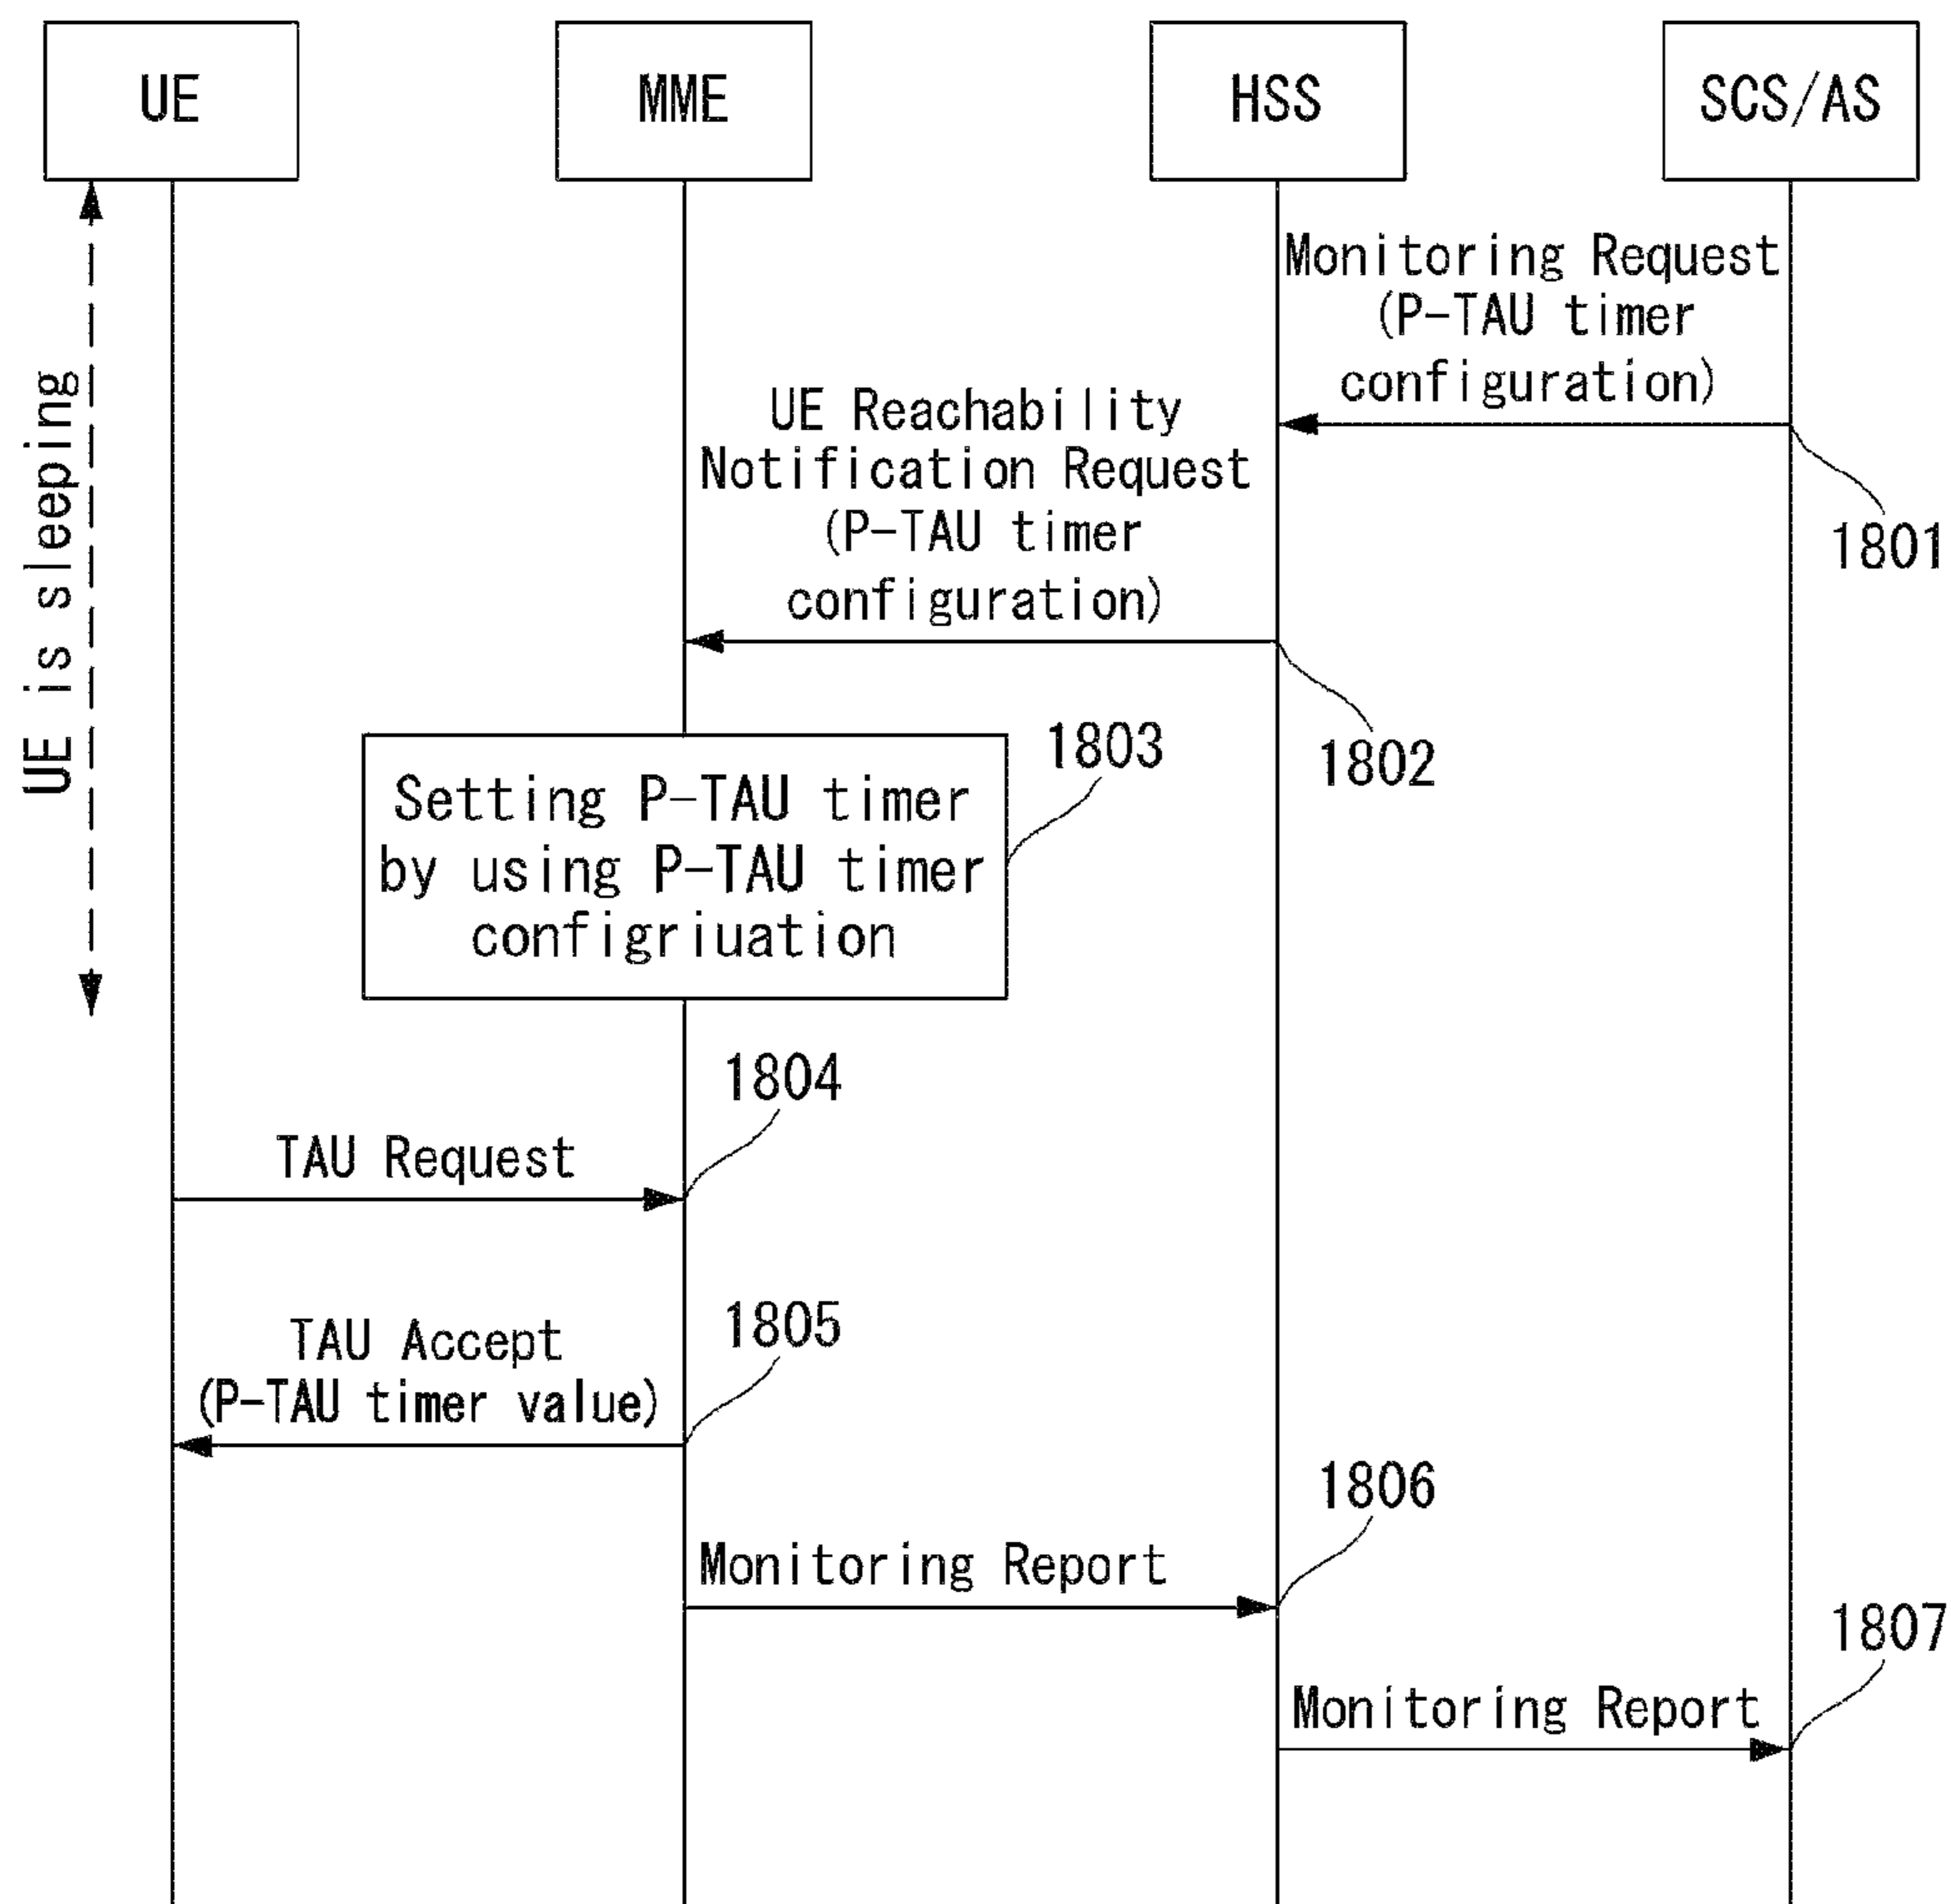 UE
MME
HSS
SCS/AS
UE is sleeping
Monitoring Request
(P-TAU timer
configuration)
1801
UE Reachability
Notification Request
(P-TAU timer
configuration)
1802
1803
Setting P-TAU timer
by using P-TAU timer
configriuation
1804
TAU Request
1805
TAU Accept
(P-TAU timer value)
1806
Monitoring Report
1807
Monitoring Report